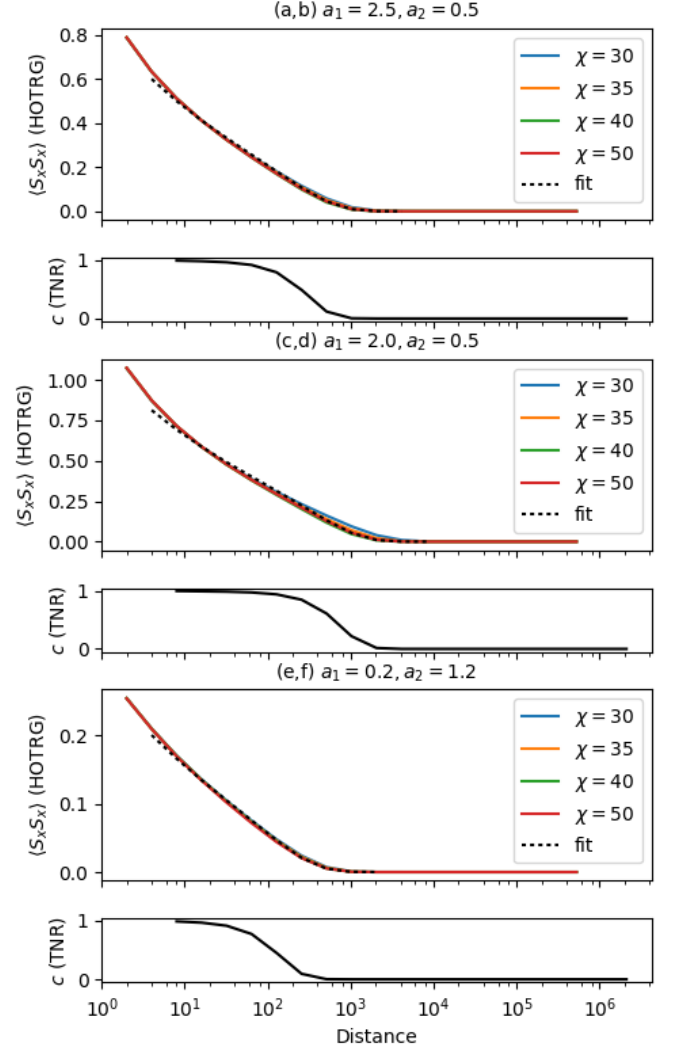 (a,b) a₁ = 2.5, a₂ = 0.5
⟨SₓSₓ⟩ (HOTRG)
0.8
0.6
0.4
0.2
0.0
χ = 30
χ = 35
χ = 40
χ = 50
fit
c (TNR)
1
0
(c,d) a₁ = 2.0, a₂ = 0.5
⟨SₓSₓ⟩ (HOTRG)
1.00
0.75
0.50
0.25
0.00
χ = 30
χ = 35
χ = 40
χ = 50
fit
c (TNR)
1
0
(e,f) a₁ = 0.2, a₂ = 1.2
⟨SₓSₓ⟩ (HOTRG)
0.2
0.1
0.0
χ = 30
χ = 35
χ = 40
χ = 50
fit
c (TNR)
1
0
10⁰ 10¹ 10² 10³ 10⁴ 10⁵ 10⁶
Distance